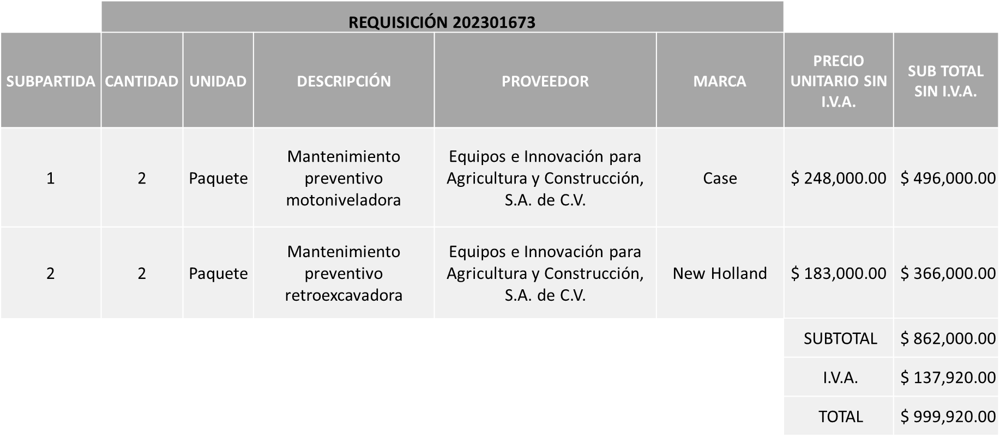 REQUISICIÓN 202301673
SUBPARTIDA CANTIDAD UNIDAD DESCRIPCIÓN PROVEEDOR MARCA PRECIO UNITARIO SIN I.V.A. SUB TOTAL SIN I.V.A.
1 2 Paquete Mantenimiento preventivo motoniveladora Equipos e Innovación para Agricultura y Construcción, S.A. de C.V. Case $ 248,000.00 $ 496,000.00
2 2 Paquete Mantenimiento preventivo retroexcavadora Equipos e Innovación para Agricultura y Construcción, S.A. de C.V. New Holland $ 183,000.00 $ 366,000.00
SUBTOTAL $ 862,000.00
I.V.A. $ 137,920.00
TOTAL $ 999,920.00